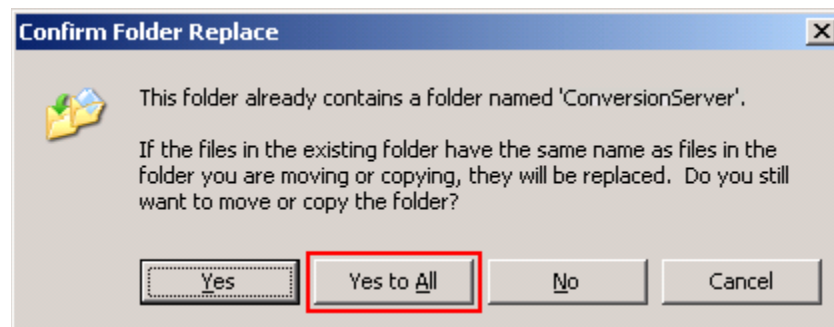 Confirm Folder Replace
This folder already contains a folder named 'ConversionServer'.
If the files in the existing folder have the same name as files in the
folder you are moving or copying, they will be replaced.  Do you still
want to move or copy the folder?
Yes Yes to All No Cancel